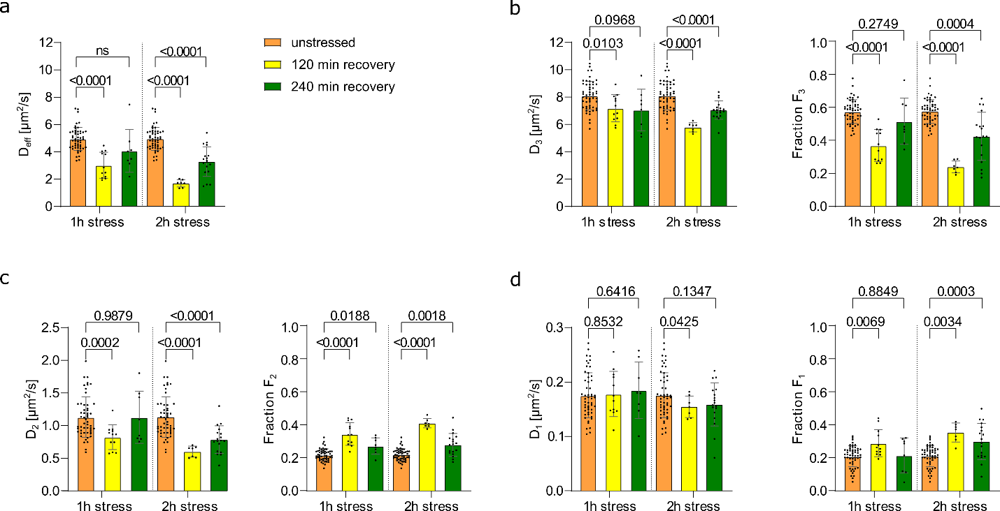 a
12
10
8
6
4
2
0
Deff [µm²/s]
ns
<0.0001
<0.0001
<0.0001
1h stress
2h stress
unstressed
120 min recovery
240 min recovery
b
12
10
8
6
4
2
0
D3 [µm²/s]
0.0968
<0.0001
0.0103
<0.0001
1h stress
2h stress
1.0
0.8
0.6
0.4
0.2
0.0
Fraction F3
0.2749
0.0004
<0.0001
<0.0001
1h stress
2h stress
c
2.5
2.0
1.5
1.0
0.5
0.0
D2 [µm²/s]
0.9879
<0.0001
0.0002
<0.0001
1h stress
2h stress
1.0
0.8
0.6
0.4
0.2
0.0
Fraction F2
0.0188
0.0018
<0.0001
<0.0001
1h stress
2h stress
d
0.3
0.2
0.1
0.0
D1 [µm²/s]
0.6416
0.1347
0.8532
0.0425
1h stress
2h stress
1.0
0.8
0.6
0.4
0.2
0.0
Fraction F1
0.8849
0.0003
0.0069
0.0034
1h stress
2h stress